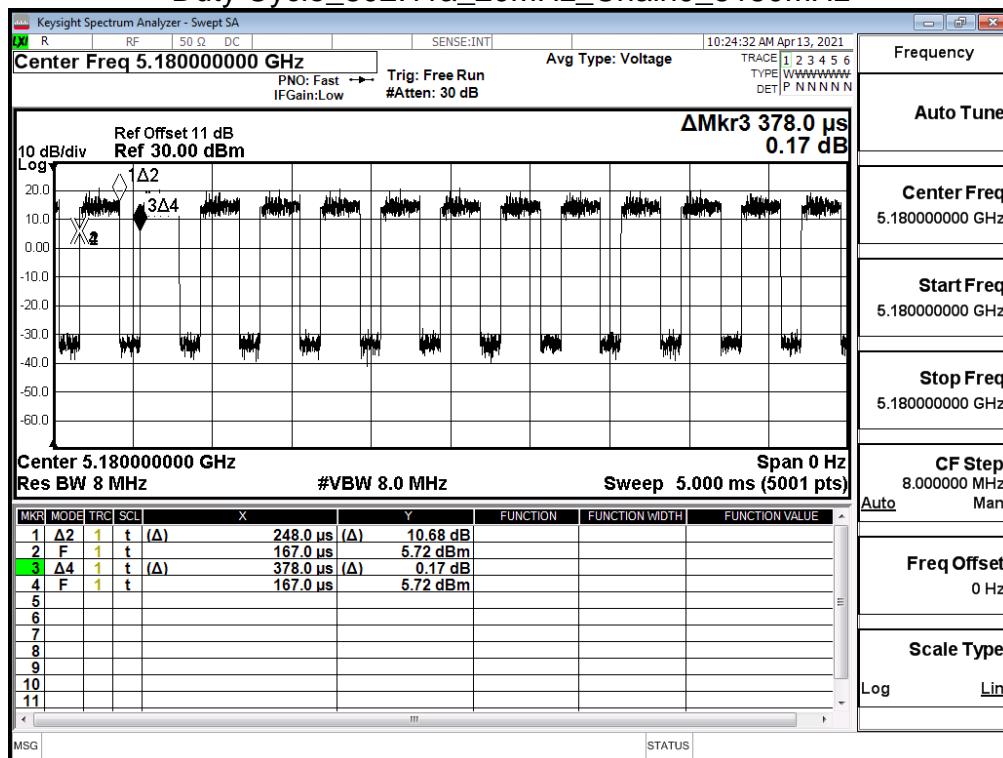 Keysight Spectrum Analyzer - Swept SA
LXI R RF 50 Ω DC SENSE:INT 10:24:32 AM Apr 13, 2021
Center Freq 5.180000000 GHz Avg Type: Voltage TRACE 1 2 3 4 5 6
PNO: Fast Trig: Free Run TYPE WWWWWW
IFGain:Low #Atten: 30 dB DET P N N N N N
ΔMkr3 378.0 µs
0.17 dB
Ref Offset 11 dB
10 dB/div Ref 30.00 dBm
Log
1Δ2
3Δ4
20.0
10.0
0.00
-10.0
-20.0
-30.0
-40.0
-50.0
-60.0
Center 5.180000000 GHz Span 0 Hz
Res BW 8 MHz #VBW 8.0 MHz Sweep 5.000 ms (5001 pts)
MKR MODE TRC SCL X Y FUNCTION FUNCTION WIDTH FUNCTION VALUE
1 Δ2 1 t (Δ) 248.0 µs (Δ) 10.68 dB
2 F 1 t 167.0 µs 5.72 dBm
3 Δ4 1 t (Δ) 378.0 µs (Δ) 0.17 dB
4 F 1 t 167.0 µs 5.72 dBm
5
6
7
8
9
10
11
MSG STATUS
Frequency
Auto Tune
Center Freq
5.180000000 GHz
Start Freq
5.180000000 GHz
Stop Freq
5.180000000 GHz
CF Step
8.000000 MHz
Auto Man
Freq Offset
0 Hz
Scale Type
Log Lin